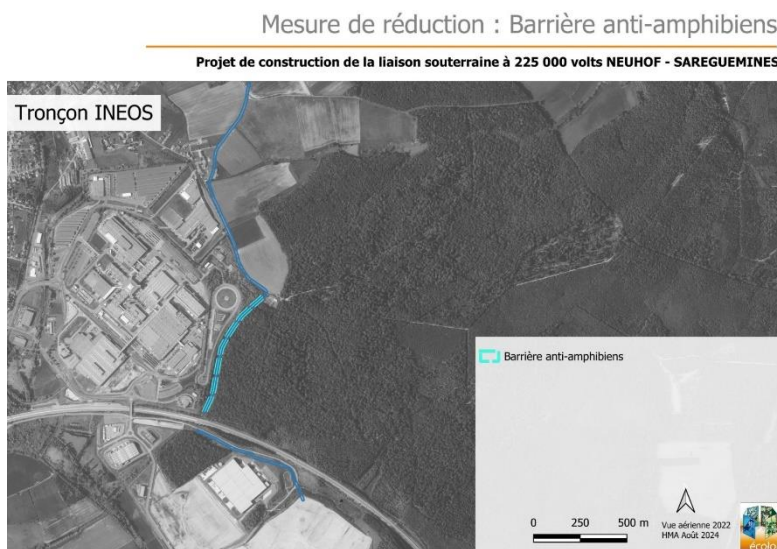 Mesure de réduction : Barrière anti-amphibiens
Projet de construction de la liaison souterraine à 225 000 volts NEUHOF - SAREGUEMINES
Tronçon INEOS
Barrière anti-amphibiens
0 250 500 m
Vue aérienne 2022
HMA Août 2024
écolo